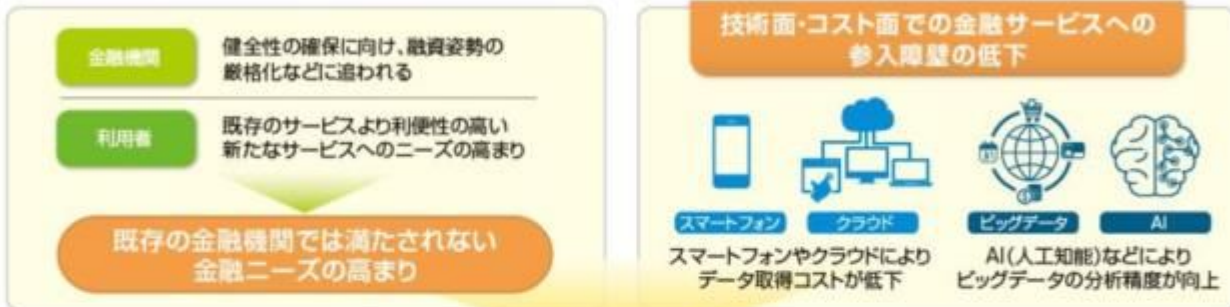 金融機関
健全性の確保に向け、融資姿勢の
厳格化などに追われる
利用者
既存のサービスより利便性の高い
新たなサービスへのニーズの高まり
既存の金融機関では満たされない
金融ニーズの高まり
技術面・コスト面での金融サービスへの
参入障壁の低下
スマートフォン
クラウド
スマートフォンやクラウドにより
データ取得コストが低下
ビッグデータ
AI
AI(人工知能)などにより
ビッグデータの分析精度が向上